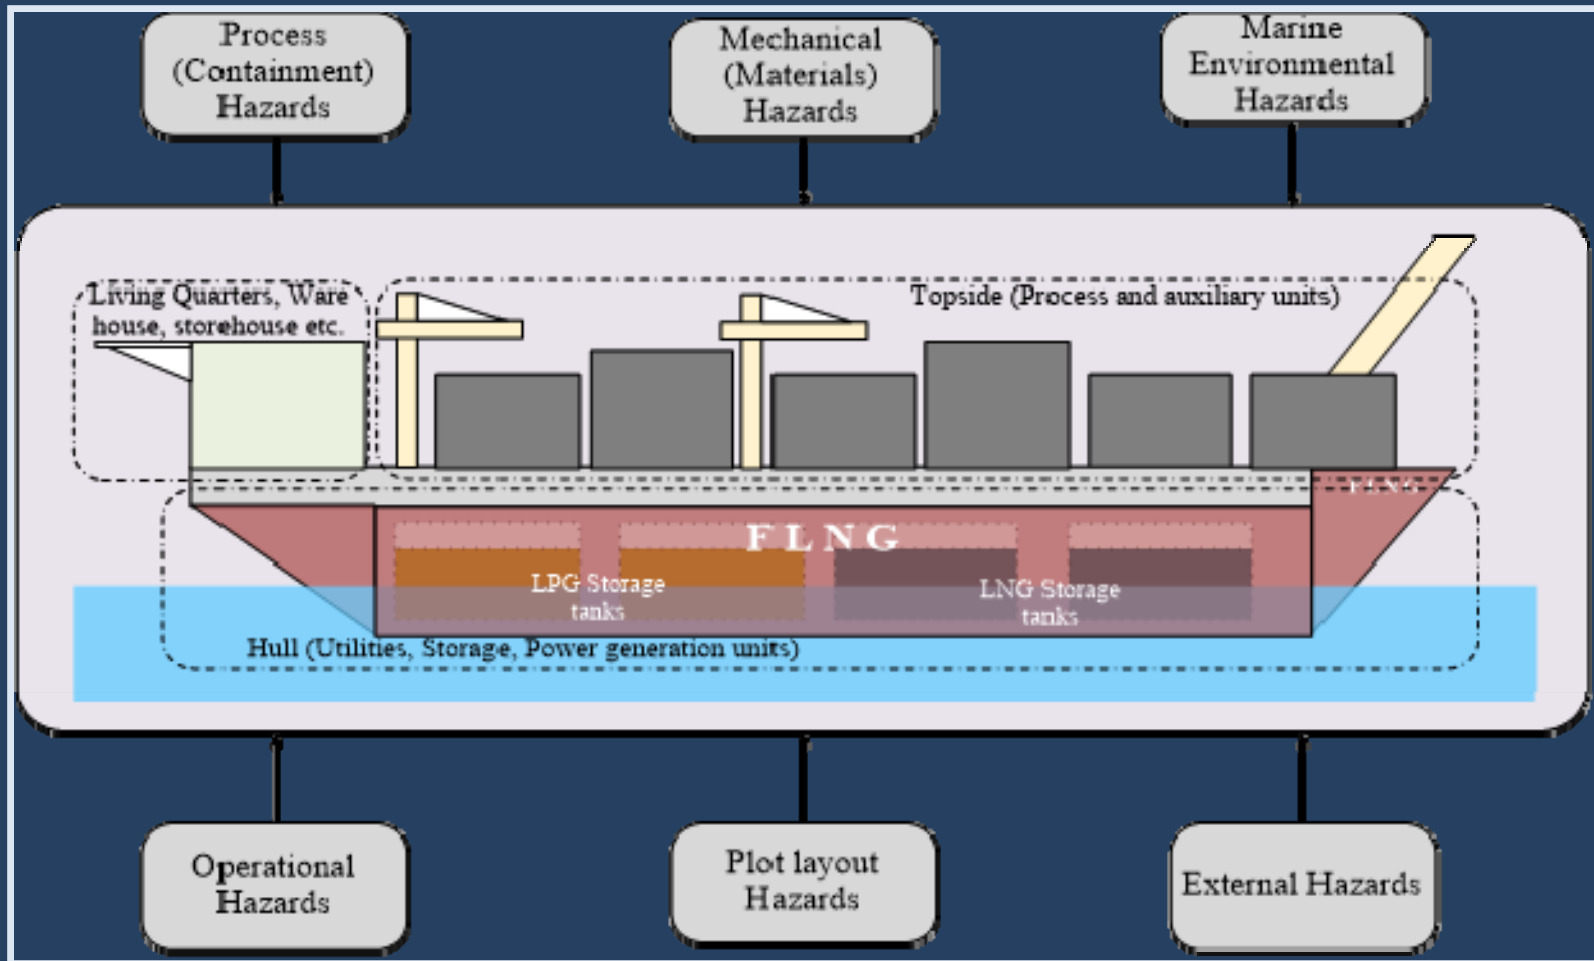 Process
(Containment)
Hazards
Mechanical
(Materials)
Hazards
Marine
Environmental
Hazards
Living Quarters, Ware
house, storehouse etc.
Topside (Process and auxiliary units)
FLNG
F L N G
LPG Storage
tanks
LNG Storage
tanks
Hull (Utilities, Storage, Power generation units)
Operational
Hazards
Plot layout
Hazards
External Hazards